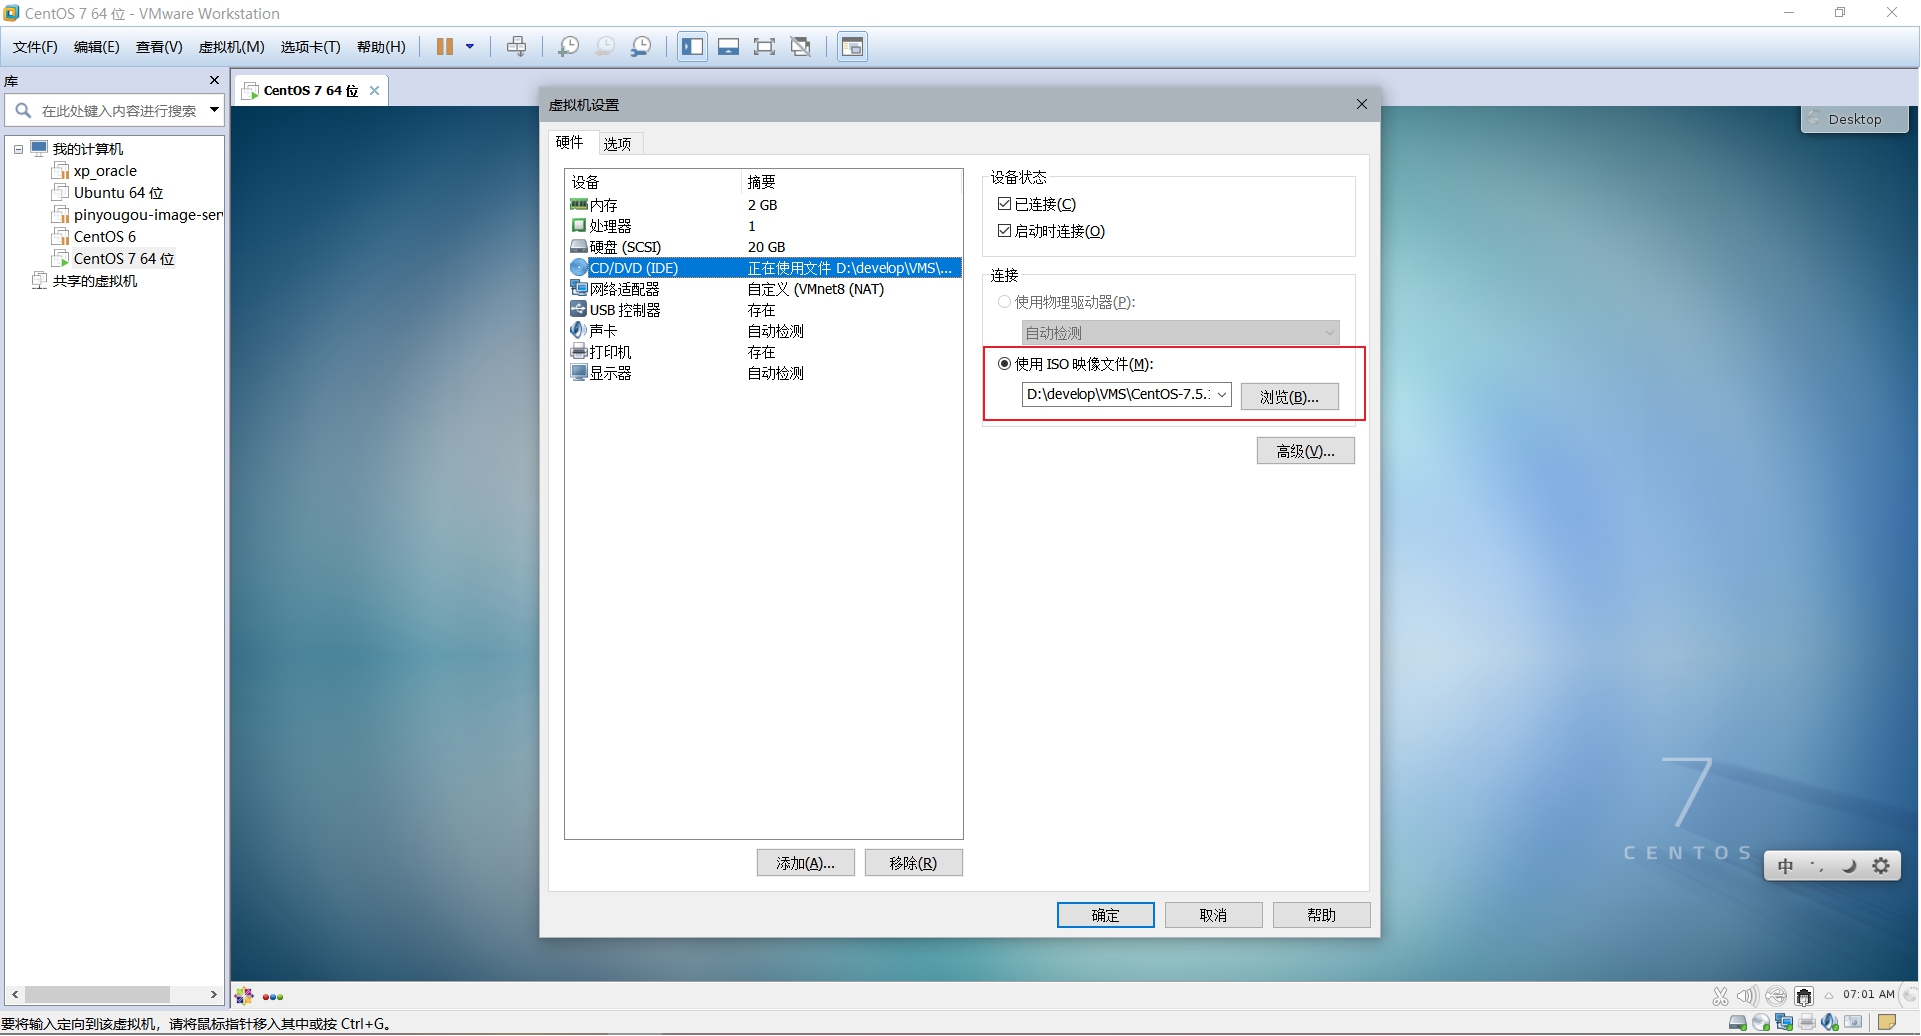 CentOS 7 64 位 - VMware Workstation
文件(F) 编辑(E) 查看(V) 虚拟机(M) 选项卡(T) 帮助(H)
库
在此处键入内容进行搜索
我的计算机
xp_oracle
Ubuntu 64 位
pinyougou-image-ser
CentOS 6
CentOS 7 64 位
共享的虚拟机
CentOS 7 64 位
Desktop
虚拟机设置
硬件 选项
设备 摘要
内存 2 GB
处理器 1
硬盘 (SCSI) 20 GB
CD/DVD (IDE) 正在使用文件 D:\develop\VMS\...
网络适配器 自定义 (VMnet8 (NAT)
USB 控制器 存在
声卡 自动检测
打印机 存在
显示器 自动检测
添加(A)... 移除(R)
设备状态
已连接(C)
启动时连接(O)
连接
使用物理驱动器(P):
自动检测
使用 ISO 映像文件(M):
D:\develop\VMS\CentOS-7.5. 浏览(B)...
高级(V)...
确定 取消 帮助
7
CENTOS
中
07:01 AM
要将输入定向到该虚拟机，请将鼠标指针移入其中或按 Ctrl+G。